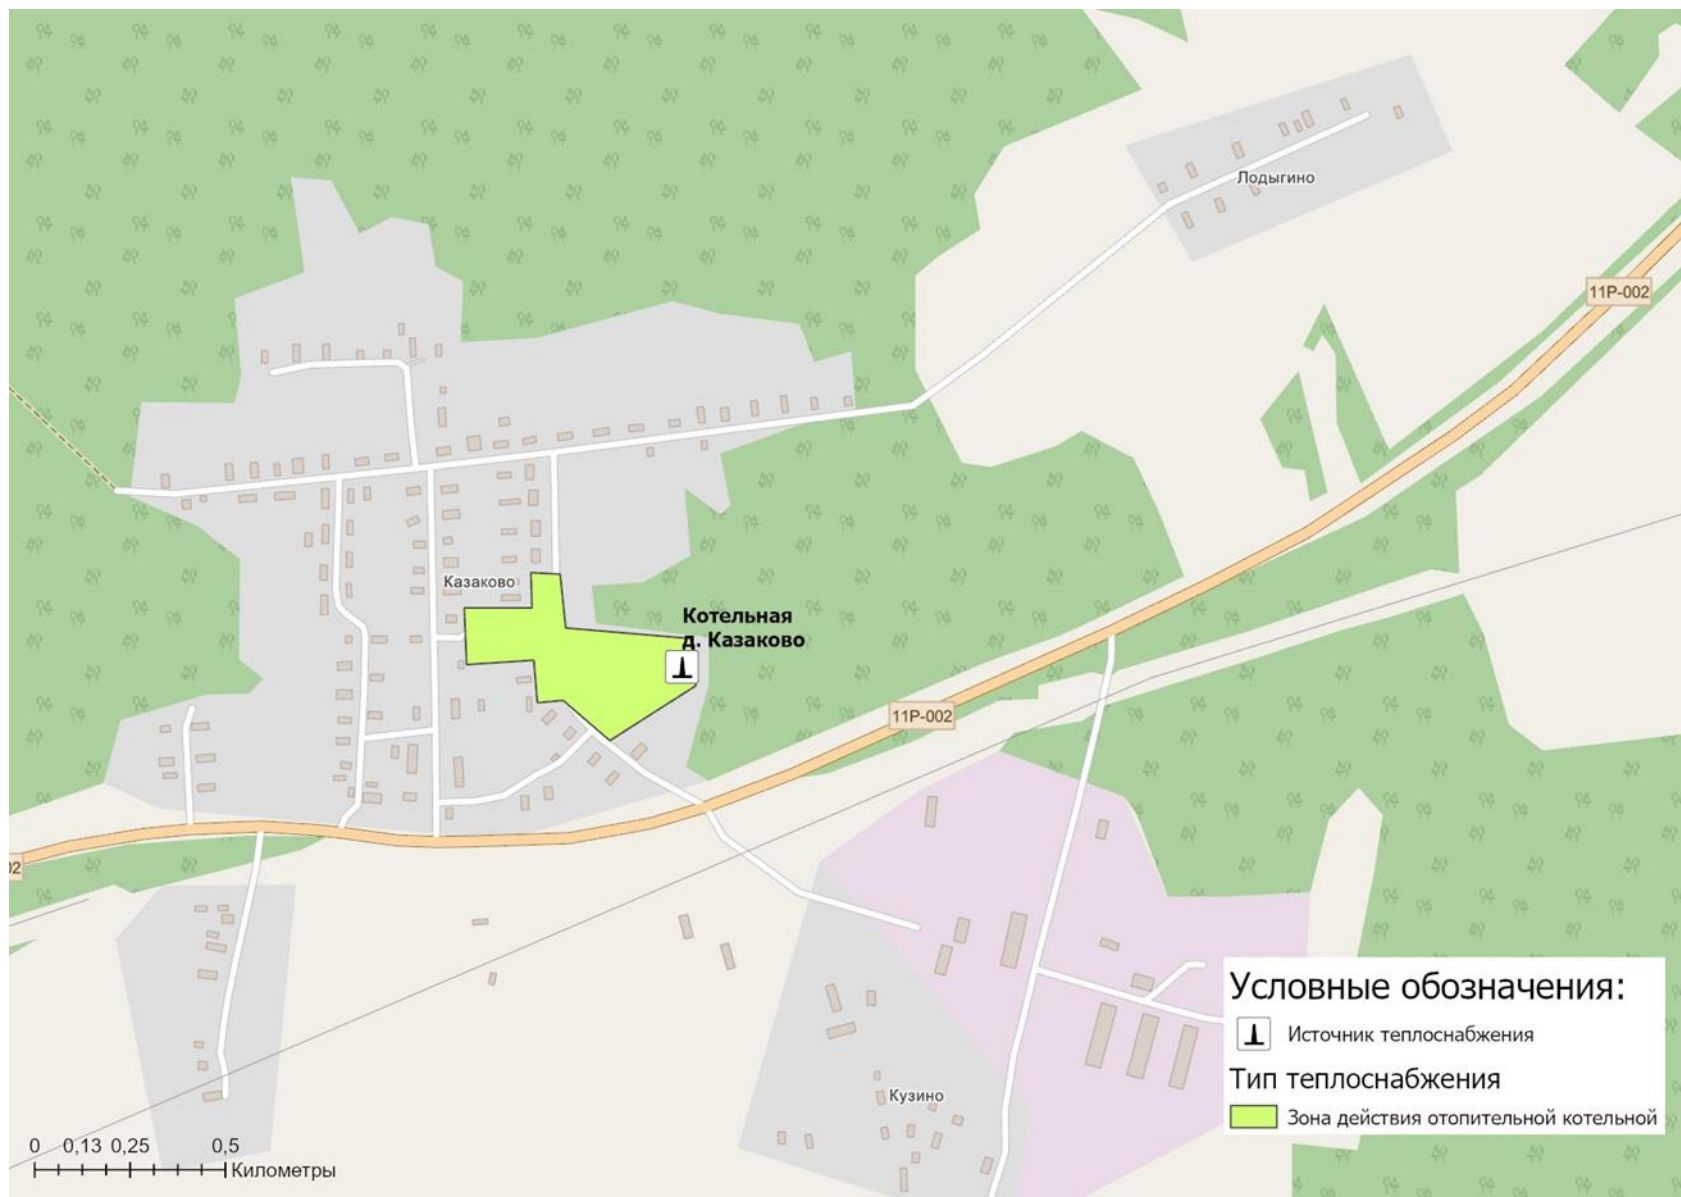 Лодыгино
11Р-002
Казаково
Котельная
д. Казаково
11Р-002
02
Кузино
Условные обозначения:
Источник теплоснабжения
Тип теплоснабжения
Зона действия отопительной котельной
0 0,13 0,25 0,5
Километры